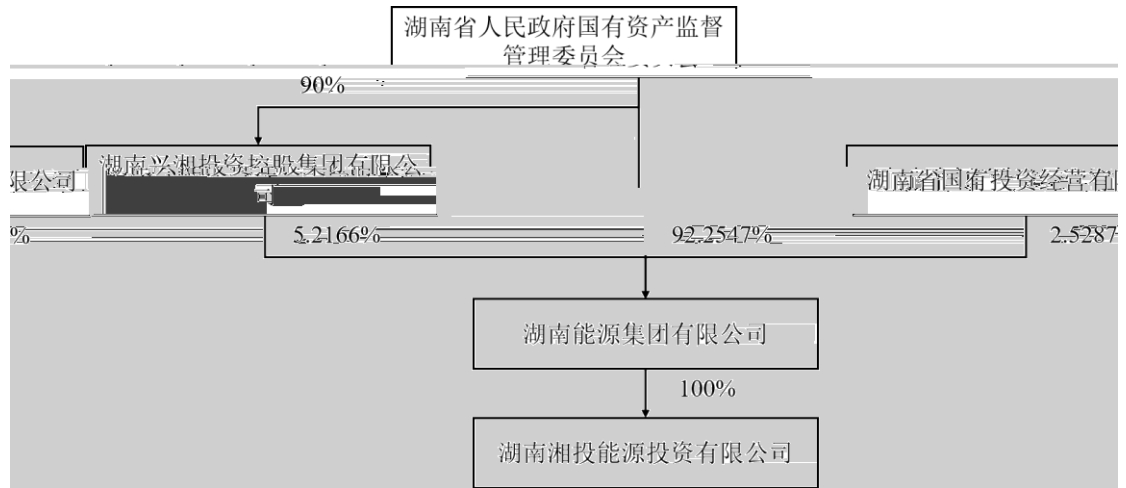 湖南省人民政府国有资产监督
管理委员会
90%
限公司
湖南兴湘投资控股集团有限公
司
湖南省国有投资经营有
%
5.2166%
92.2547%
2.5287
湖南能源集团有限公司
100%
湖南湘投能源投资有限公司